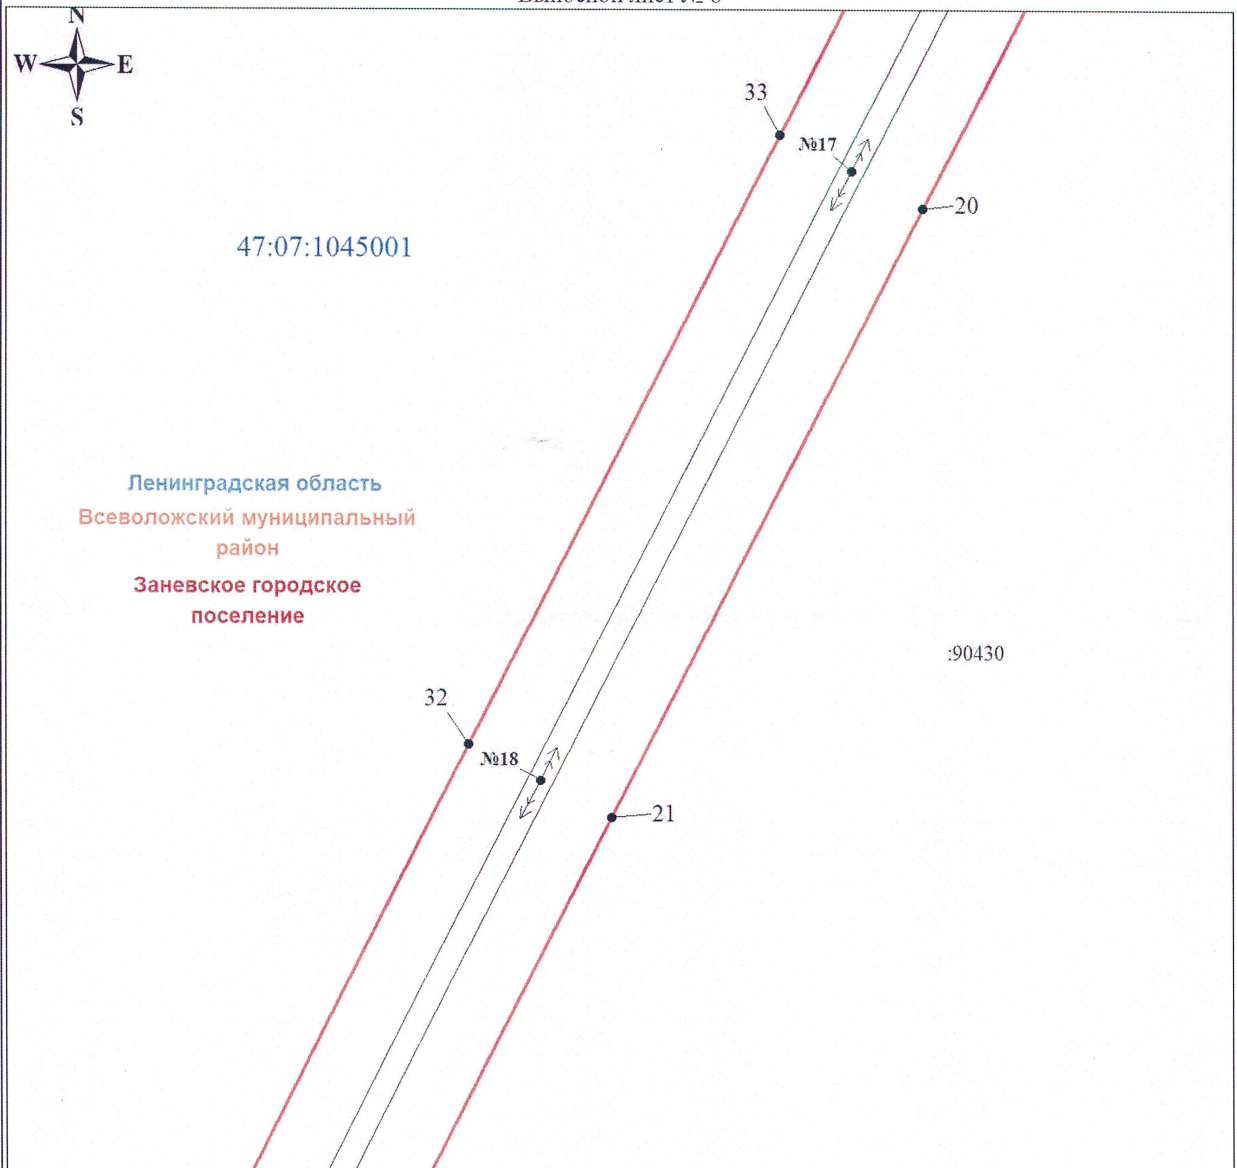 N
W E
S
33
№17
20
47:07:1045001
Ленинградская область
Всеволожский муниципальный
район
Заневское городское
поселение
:90430
32
№18
21